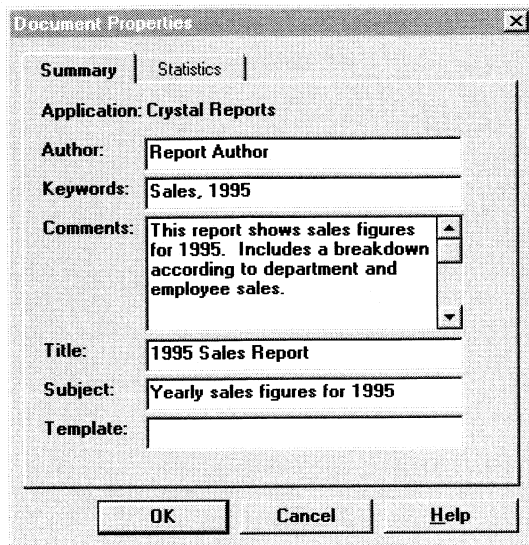 Document Properties
Summary Statistics
Application: Crystal Reports
Author: Report Author
Keywords: Sales, 1995
Comments: This report shows sales figures
for 1995. Includes a breakdown
according to department and
employee sales.
Title: 1995 Sales Report
Subject: Yearly sales figures for 1995
Template:
OK Cancel Help